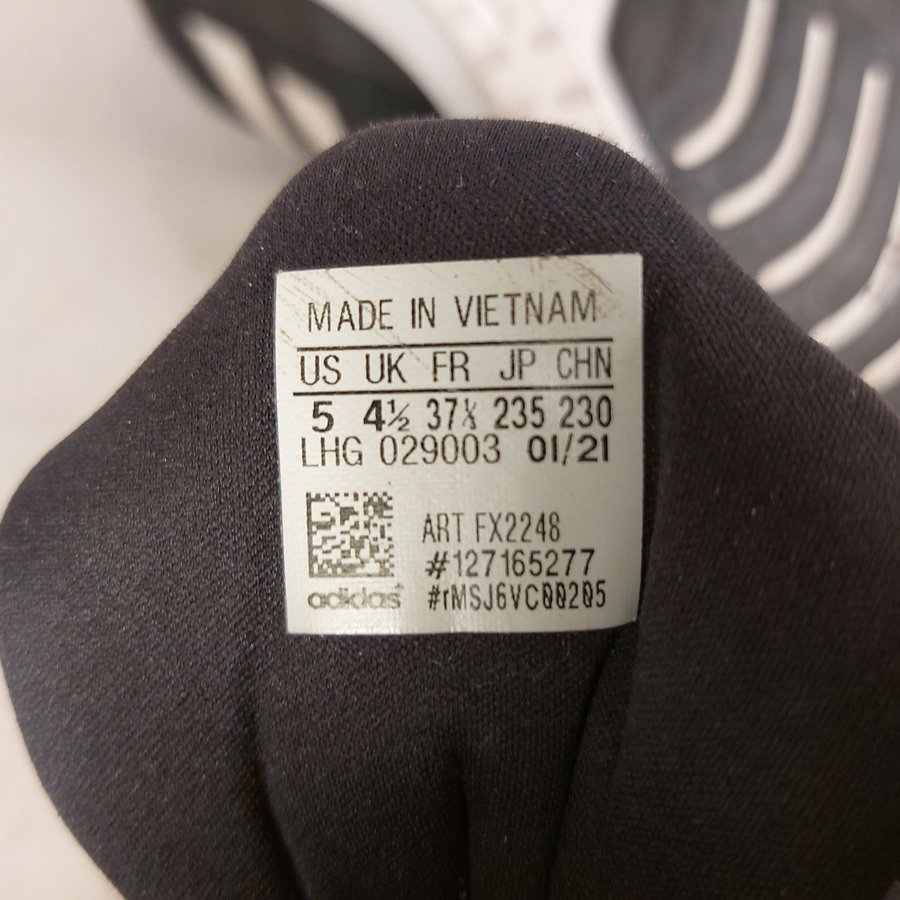 MADE IN VIETNAM
US UK FR JP CHN
5 4½ 37⅓ 235 230
LHG 029003 01/21
ART FX2248
#127165277
adidas #rMSJ6VC00205